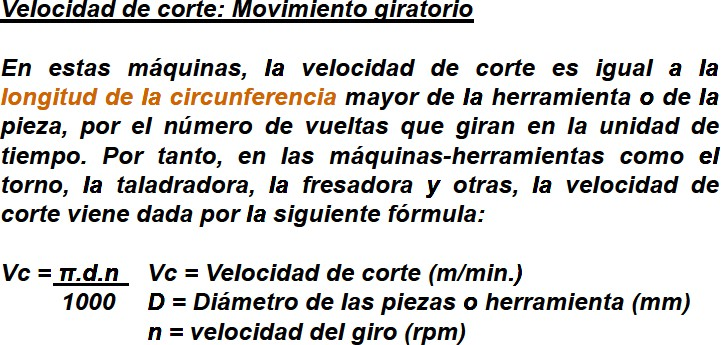 Velocidad de corte: Movimiento giratorio
En estas máquinas, la velocidad de corte es igual a la
longitud de la circunferencia mayor de la herramienta o de la
pieza, por el número de vueltas que giran en la unidad de
tiempo. Por tanto, en las máquinas-herramientas como el
torno, la taladradora, la fresadora y otras, la velocidad de
corte viene dada por la siguiente fórmula:
Vc = π.d.n Vc = Velocidad de corte (m/min.)
1000 D = Diámetro de las piezas o herramienta (mm)
n = velocidad del giro (rpm)